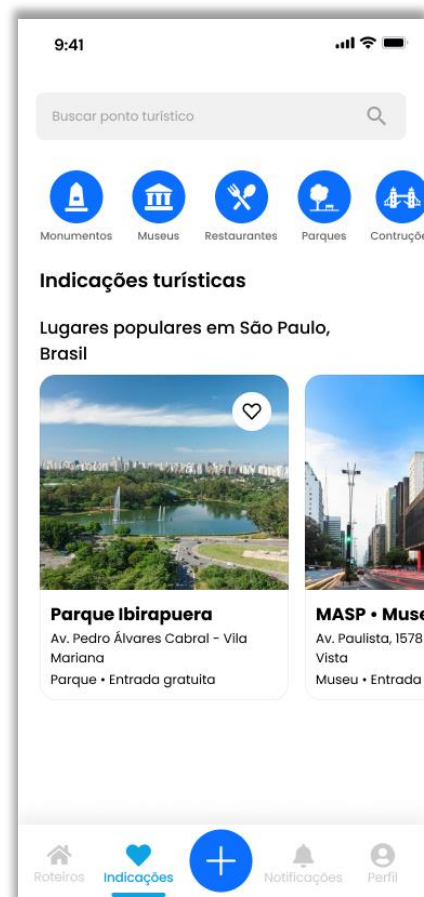 9:41
Buscar ponto turístico
Monumentos Museus Restaurantes Parques Contruçõe
Indicações turísticas
Lugares populares em São Paulo,
Brasil
Parque Ibirapuera
Av. Pedro Álvares Cabral - Vila
Mariana
Parque • Entrada gratuita
MASP • Muse
Av. Paulista, 1578
Vista
Museu • Entrada
Roteiros Indicações Notificações Perfil